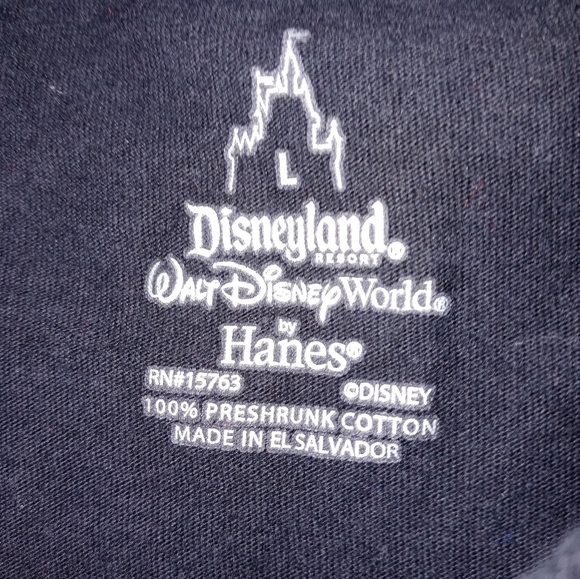 L
Disneyland®
RESORT
WALT DISNEY World®
by
Hanes®
RN#15763 ©DISNEY
100% PRESHRUNK COTTON
MADE IN EL SALVADOR